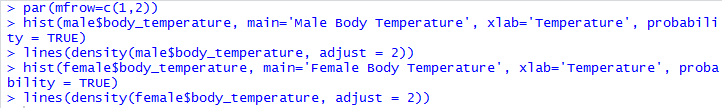 > par(mfrow=c(1,2))
> hist(male$body_temperature, main='Male Body Temperature', xlab='Temperature', probabili
ty = TRUE)
> lines(density(male$body_temperature, adjust = 2))
> hist(female$body_temperature, main='Female Body Temperature', xlab='Temperature', proba
bility = TRUE)
> lines(density(female$body_temperature, adjust = 2))